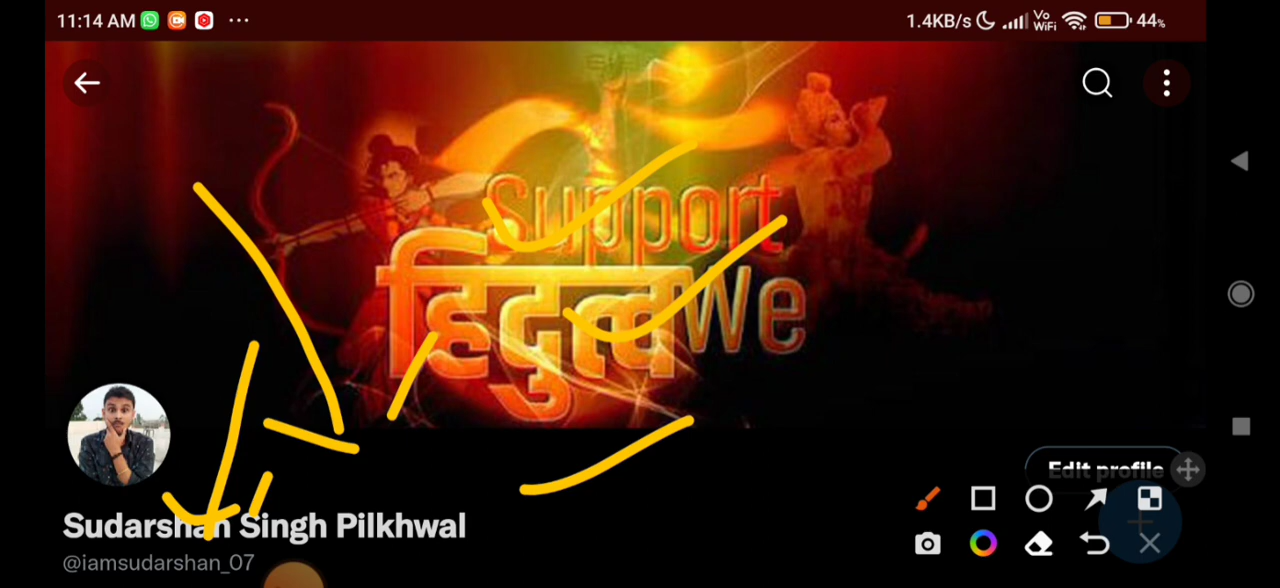 11:14 AM
1.4KB/s Vo WiFi 44%
Support
हिंदुत्व We
Edit profile
Sudarshan Singh Pilkhwal
@iamsudarshan_07